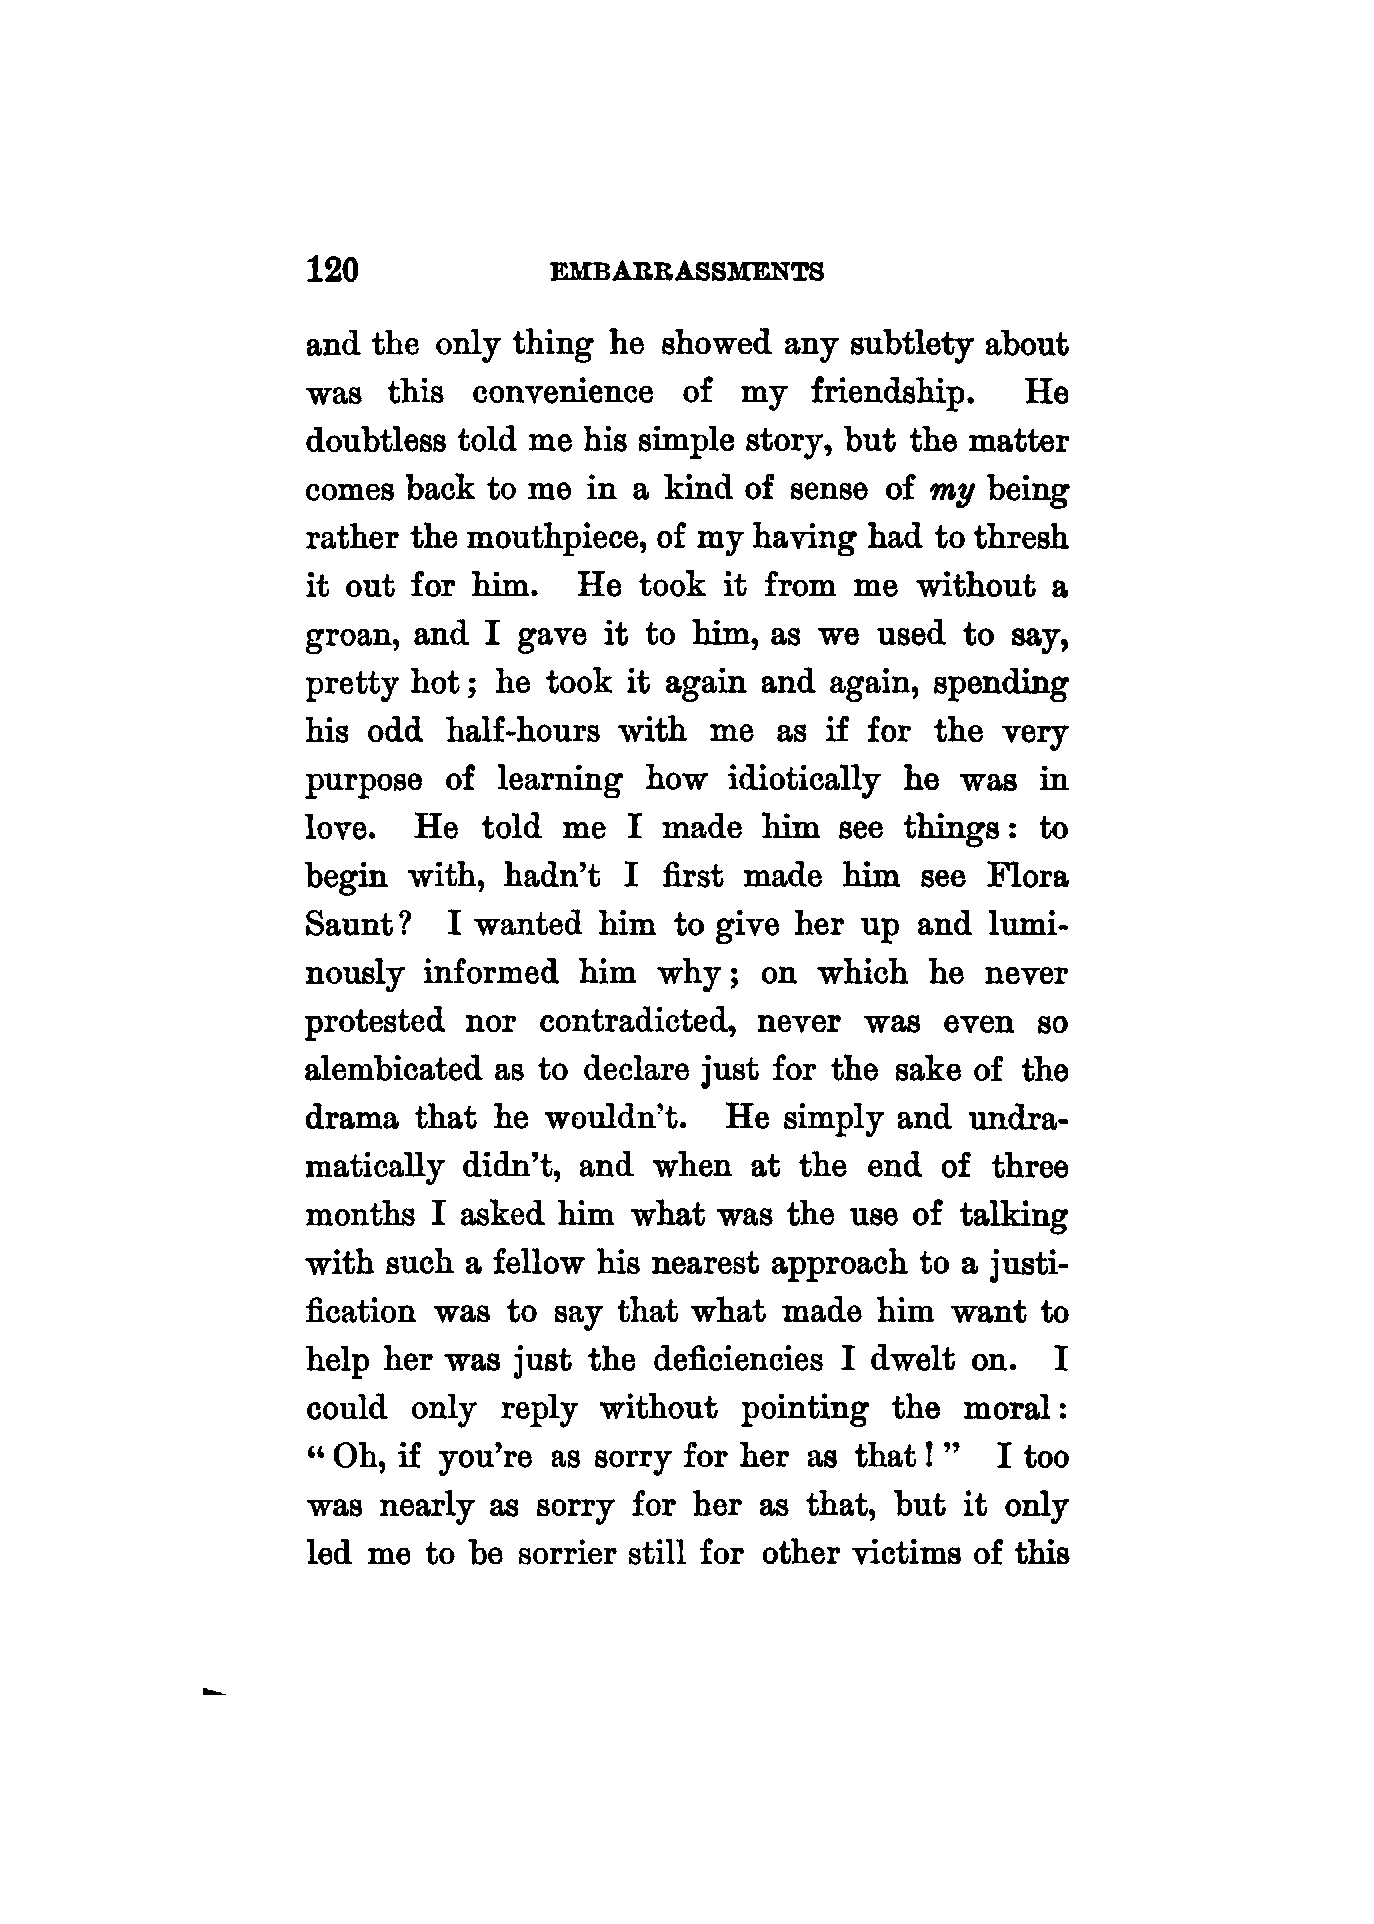 120 EMBARRASSMENTS
and the only thing he showed any subtlety about
was this convenience of my friendship. He
doubtless told me his simple story, but the matter
comes back to me in a kind of sense of my being
rather the mouthpiece, of my having had to thresh
it out for him. He took it from me without a
groan, and I gave it to him, as we used to say,
pretty hot; he took it again and again, spending
his odd half-hours with me as if for the very
purpose of learning how idiotically he was in
love. He told me I made him see things: to
begin with, hadn't I first made him see Flora
Saunt? I wanted him to give her up and lumi-
nously informed him why; on which he never
protested nor contradicted, never was even so
alembicated as to declare just for the sake of the
drama that he wouldn't. He simply and undra-
matically didn't, and when at the end of three
months I asked him what was the use of talking
with such a fellow his nearest approach to a justi-
fication was to say that what made him want to
help her was just the deficiencies I dwelt on. I
could only reply without pointing the moral:
“Oh, if you're as sorry for her as that!” I too
was nearly as sorry for her as that, but it only
led me to be sorrier still for other victims of this